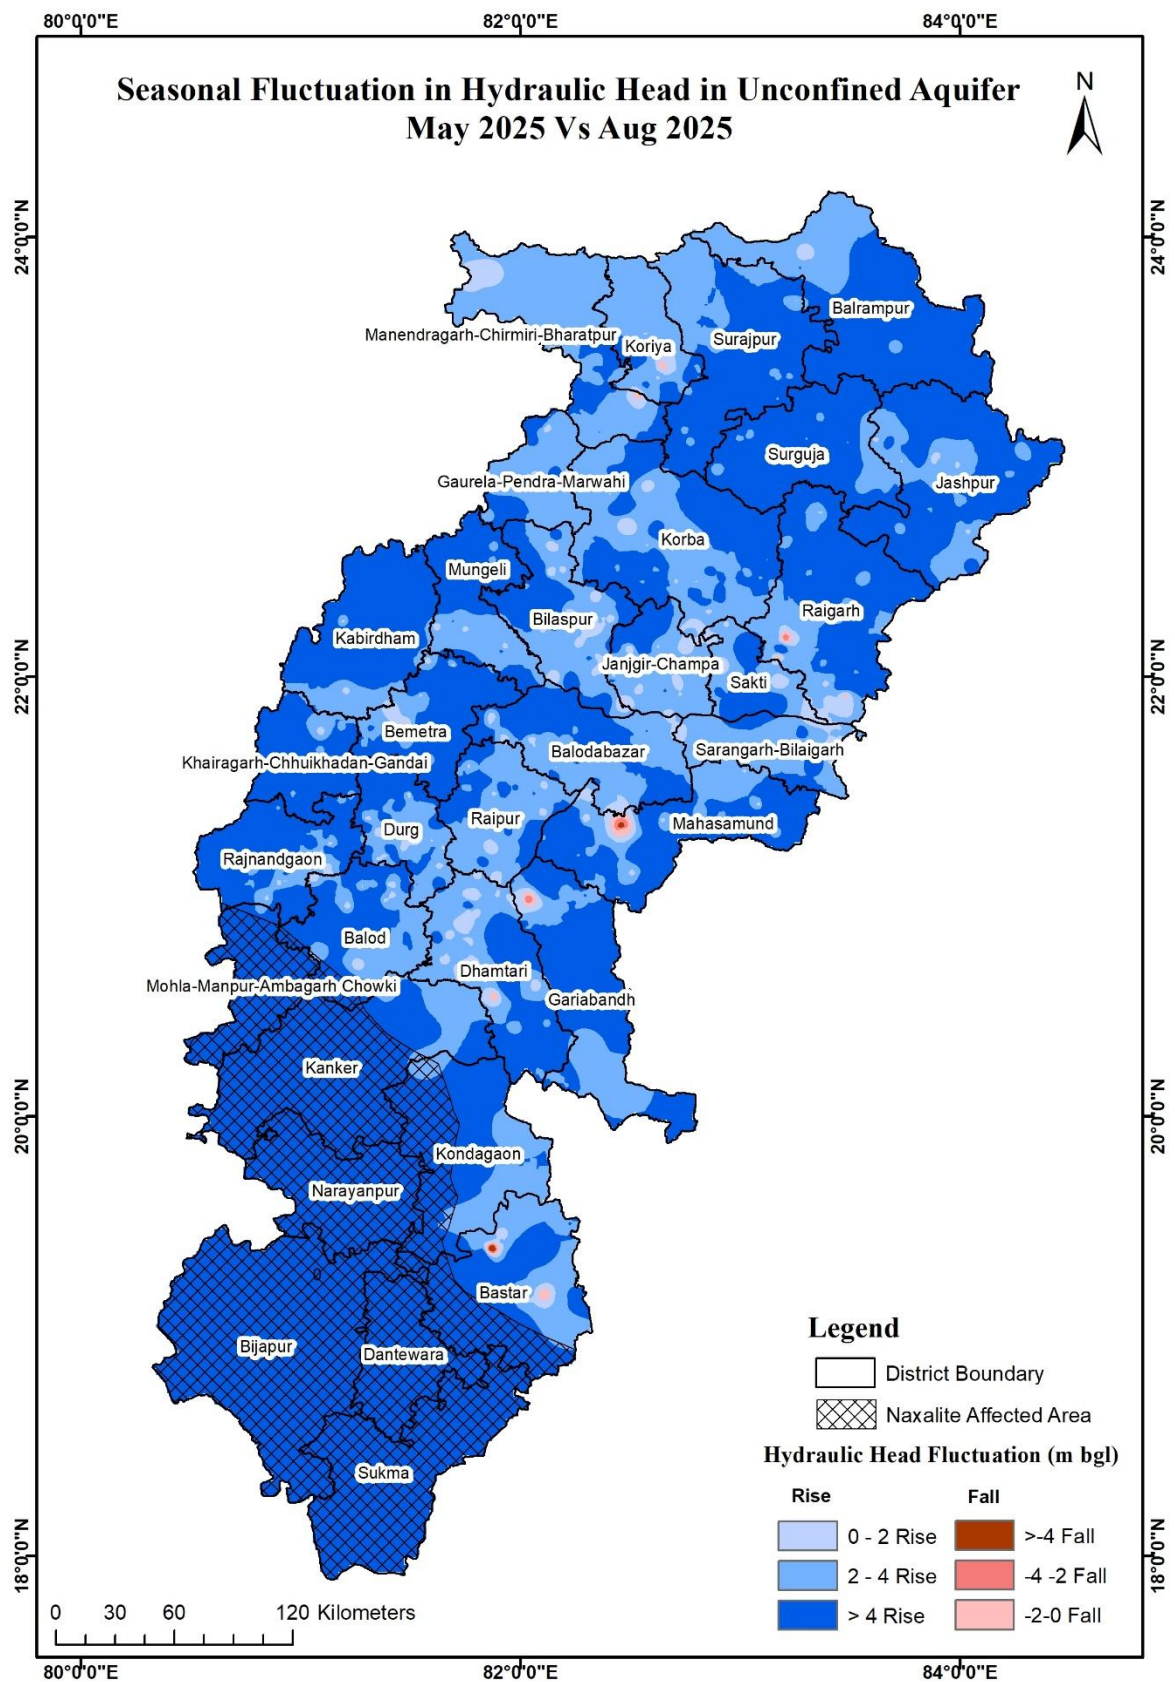 80°0'0"E 82°0'0"E 84°0'0"E
Seasonal Fluctuation in Hydraulic Head in Unconfined Aquifer
May 2025 Vs Aug 2025
N
24°0'0"N 24°0'0"N
Balrampur
Manendragarh-Chirmiri-Bharatpur
Koriya
Surajpur
Surguja
Gaurela-Pendra-Marwahi
Jashpur
Korba
Mungeli
Bilaspur
Raigarh
Kabirdham
Janjgir-Champa
22°0'0"N 22°0'0"N
Sakti
Bemetra
Balodabazar
Sarangarh-Bilaigarh
Khairagarh-Chhuikhadan-Gandai
Raipur
Mahasamund
Durg
Rajnandgaon
Balod
Dhamtari
Mohla-Manpur-Ambagarh Chowki
Gariabandh
Kanker
20°0'0"N 20°0'0"N
Kondagaon
Narayanpur
0
Bastar
Bijapur
Dantewara
Sukma
Legend
District Boundary
Naxalite Affected Area
Hydraulic Head Fluctuation (m bgl)
Rise Fall
0 - 2 Rise >-4 Fall
2 - 4 Rise -4 -2 Fall
> 4 Rise -2-0 Fall
18°0'0"N 18°0'0"N
0 30 60 120 Kilometers
80°0'0"E 82°0'0"E 84°0'0"E